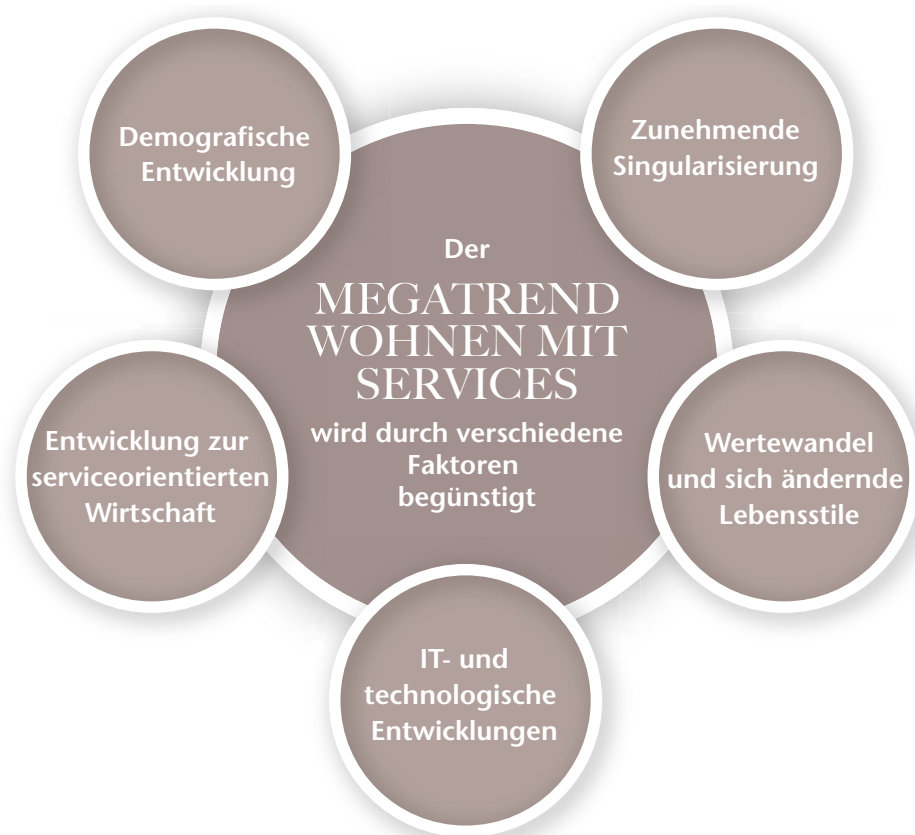 Demografische
Entwicklung
Zunehmende
Singularisierung
Der
MEGATREND
WOHNEN MIT
SERVICES
wird durch verschiedene
Faktoren
begünstigt
Entwicklung zur
serviceorientierten
Wirtschaft
Wertewandel
und sich ändernde
Lebensstile
IT- und
technologische
Entwicklungen